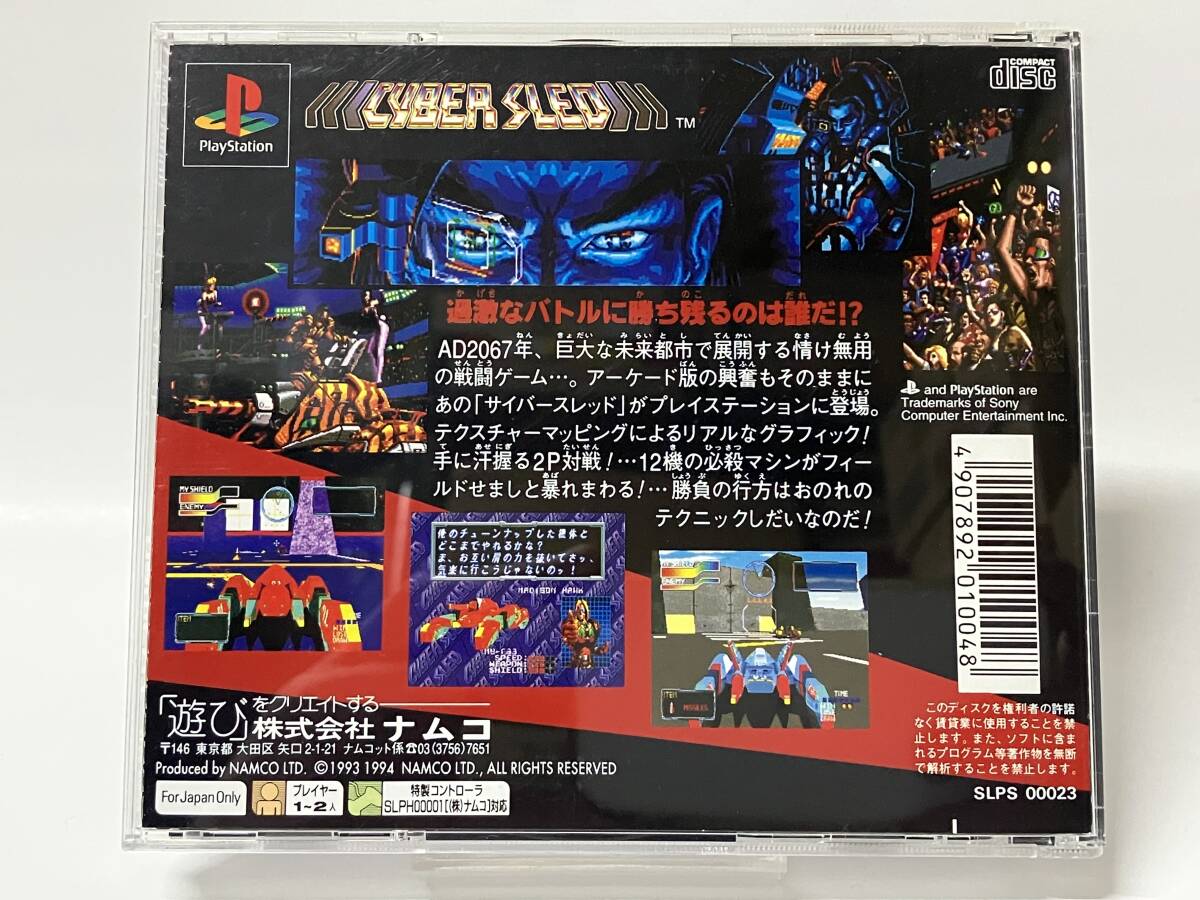 PlayStation
CYBER SLED
TM
COMPACT
disc
過激なバトルに勝ち残るのは誰だ!?
AD2067年、巨大な未来都市で展開する情け無用
の戦闘ゲーム…。アーケード版の興奮もそのままに
あの「サイバースレッド」がプレイステーションに登場。
テクスチャーマッピングによるリアルなグラフィック!
手に汗握る2P対戦!…12機の必殺マシンがフィー
ルドせましと暴れまわる!…勝負の行方はおのれの
テクニックしだいなのだ!
and PlayStation are
Trademarks of Sony
Computer Entertainment Inc.
4907892010048
MY SHIELD
ENEMY
ITEM
TIME
俺のチューンナップした機体と
どこまでやれるかな?
ま、お互い肩の力を抜いてさっ、
気楽に行こうじゃないのッ!
MADISON HAWK
SPEED:
WEAPON:
SHIELD:
CYBER SLED
MY SHIELD
ENEMY
ITEM
MISSILES
TIME
「遊び」をクリエイトする
株式会社 ナムコ
〒146 東京都 大田区 矢口2-1-21 ナムコット係☎03(3756)7651
Produced by NAMCO LTD. ©1993 1994 NAMCO LTD., ALL RIGHTS RESERVED
For Japan Only
プレイヤー
1~2人
特製コントローラ
SLPH00001[(株)ナムコ]対応
このディスクを権利者の許諾
なく賃貸業に使用することを禁
止します。また、ソフトに含ま
れるプログラム等著作物を無断
で解析することを禁止します。
SLPS 00023